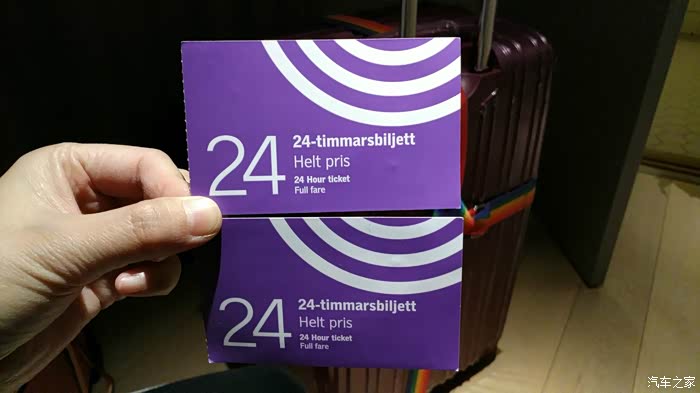 24
24-timmarsbiljett
Helt pris
24 Hour ticket
Full fare
24
24-timmarsbiljett
Helt pris
24 Hour ticket
Full fare
汽车之家